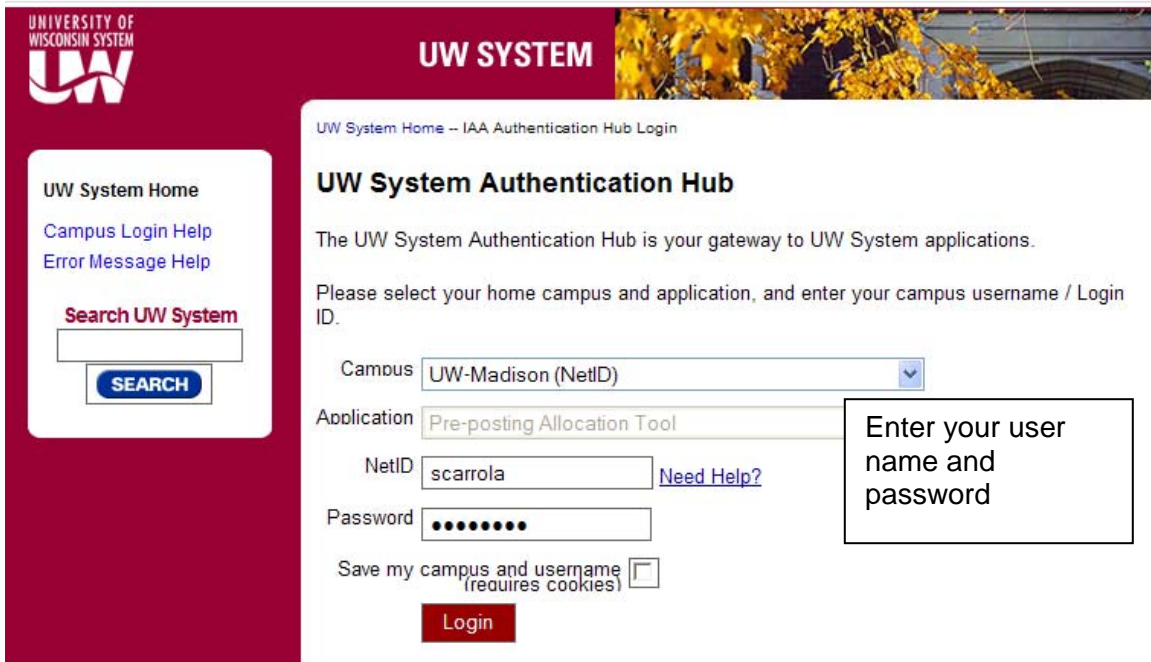 UNIVERSITY OF
WISCONSIN SYSTEM
UW
UW SYSTEM
UW System Home -- IAA Authentication Hub Login
UW System Home
Campus Login Help
Error Message Help
Search UW System
SEARCH
UW System Authentication Hub
The UW System Authentication Hub is your gateway to UW System applications.
Please select your home campus and application, and enter your campus username / Login
ID.
Campus UW-Madison (NetID)
Application Pre-posting Allocation Tool
NetID scarrola Need Help?
Password ●●●●●●●●
Save my campus and username
(requires cookies)
Login
Enter your user
name and
password